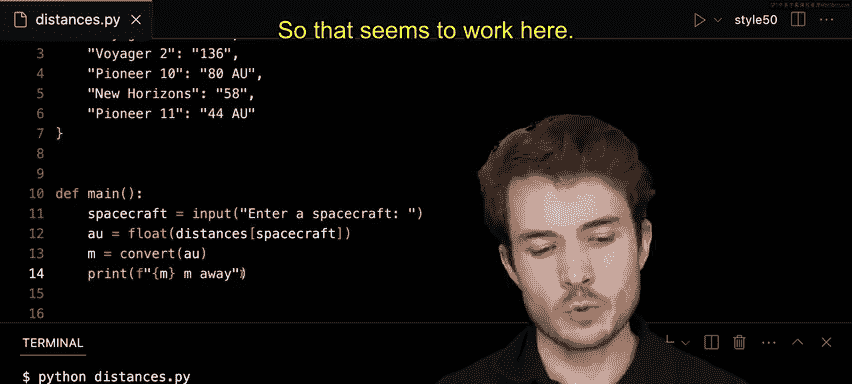 distances.py
style50
So that seems to work here.
3 "Voyager 2": "136",
4 "Pioneer 10": "80 AU",
5 "New Horizons": "58",
6 "Pioneer 11": "44 AU"
7 }
8
9
10 def main():
11 spacecraft = input("Enter a spacecraft: ")
12 au = float(distances[spacecraft])
13 m = convert(au)
14 print(f"{m} m away")
15
16
TERMINAL
$ python distances.py